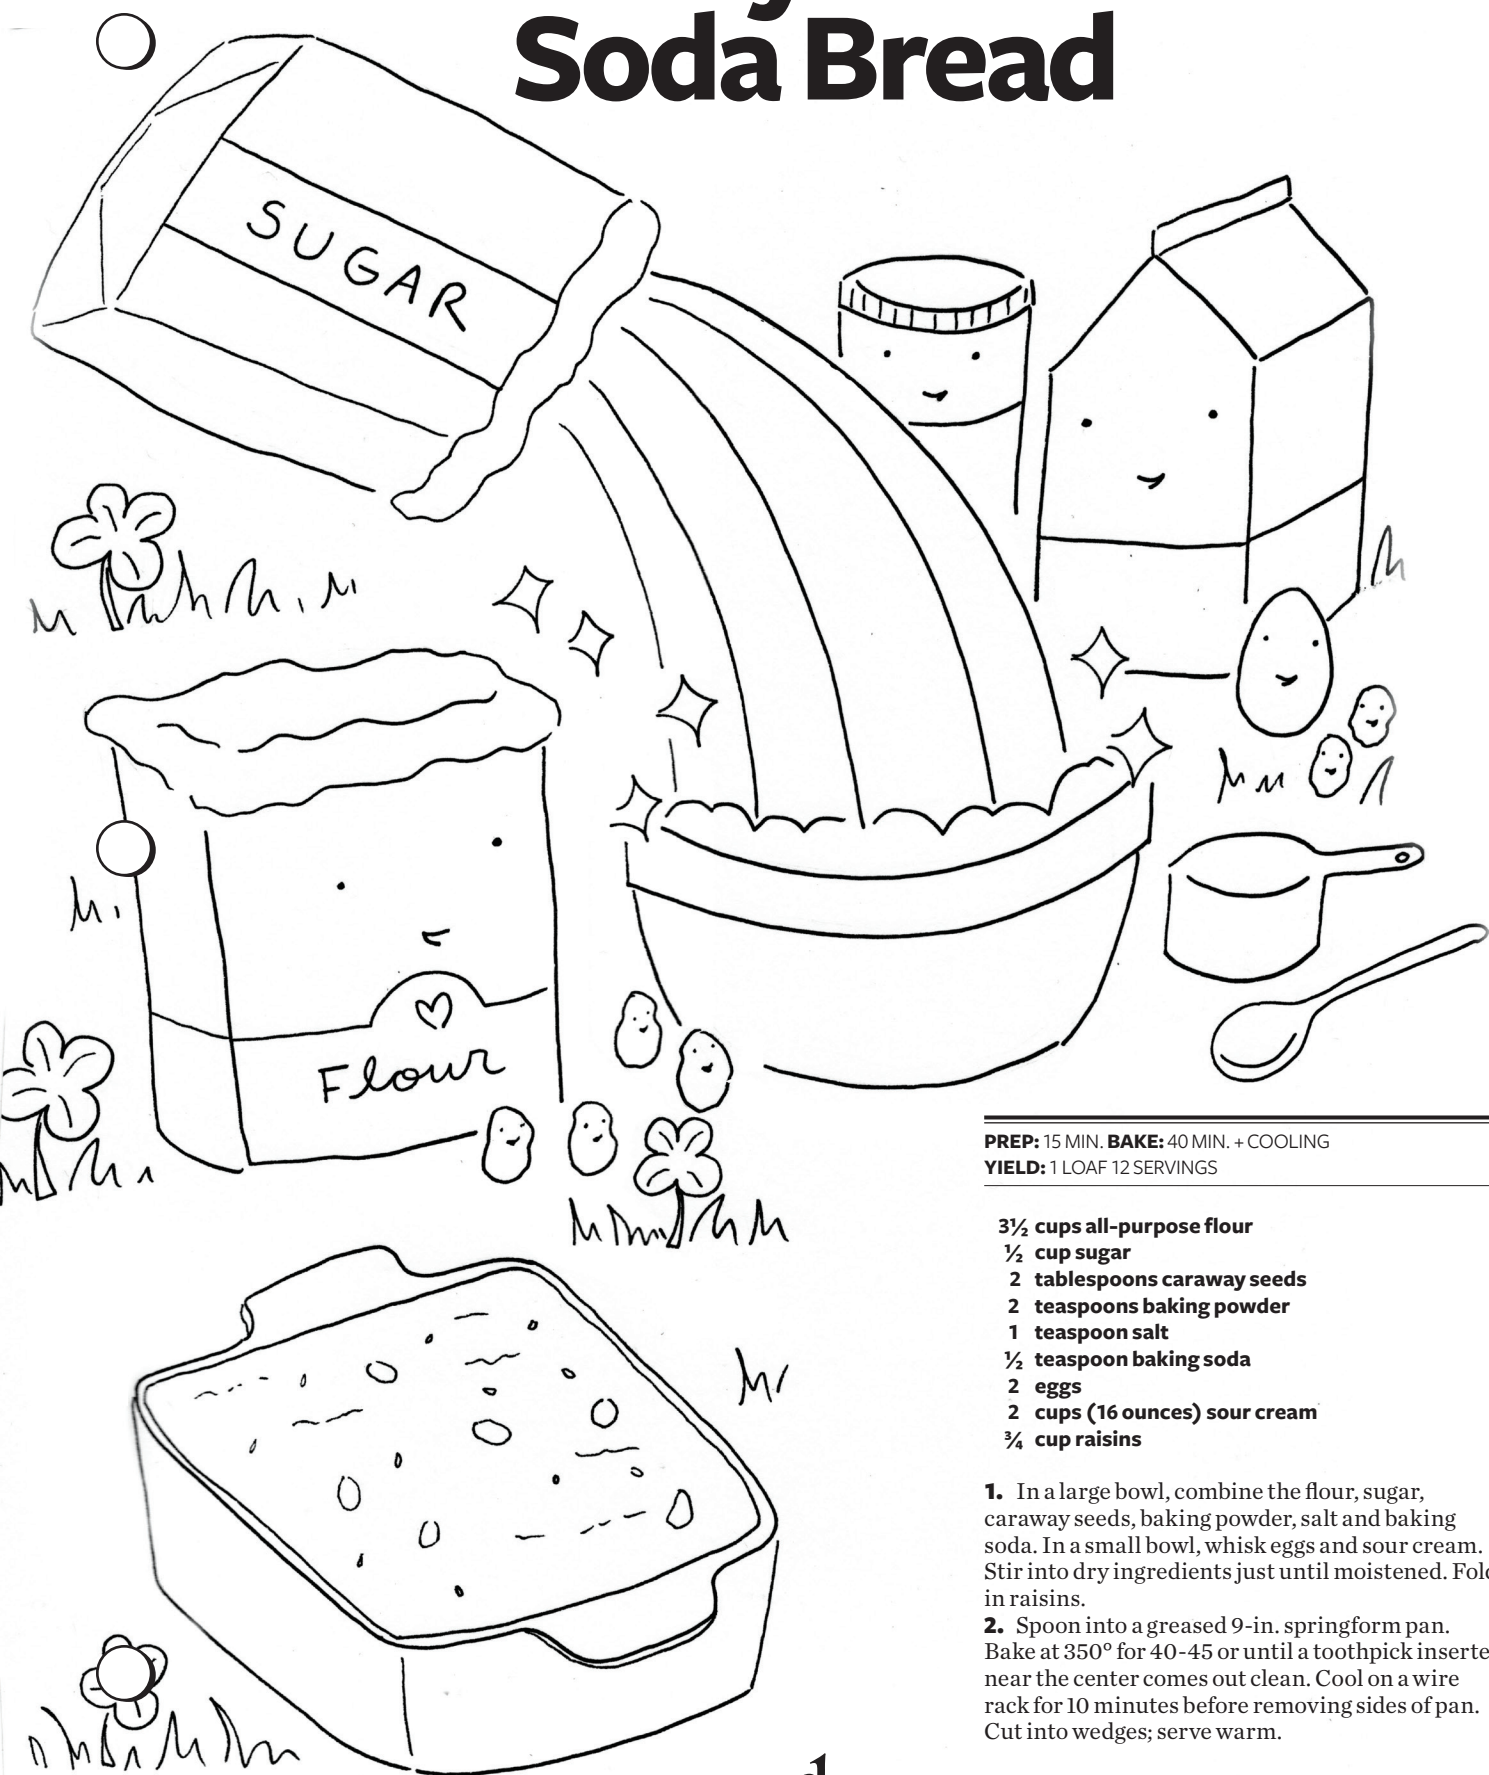 Soda Bread
SUGAR
Flour
PREP: 15 MIN. BAKE: 40 MIN. + COOLING
YIELD: 1 LOAF 12 SERVINGS
3½ cups all-purpose flour
½ cup sugar
2 tablespoons caraway seeds
2 teaspoons baking powder
1 teaspoon salt
½ teaspoon baking soda
2 eggs
2 cups (16 ounces) sour cream
¾ cup raisins
1. In a large bowl, combine the flour, sugar,
caraway seeds, baking powder, salt and baking
soda. In a small bowl, whisk eggs and sour cream.
Stir into dry ingredients just until moistened. Fol
in raisins.
2. Spoon into a greased 9-in. springform pan.
Bake at 350° for 40-45 or until a toothpick inserte
near the center comes out clean. Cool on a wire
rack for 10 minutes before removing sides of pan.
Cut into wedges; serve warm.